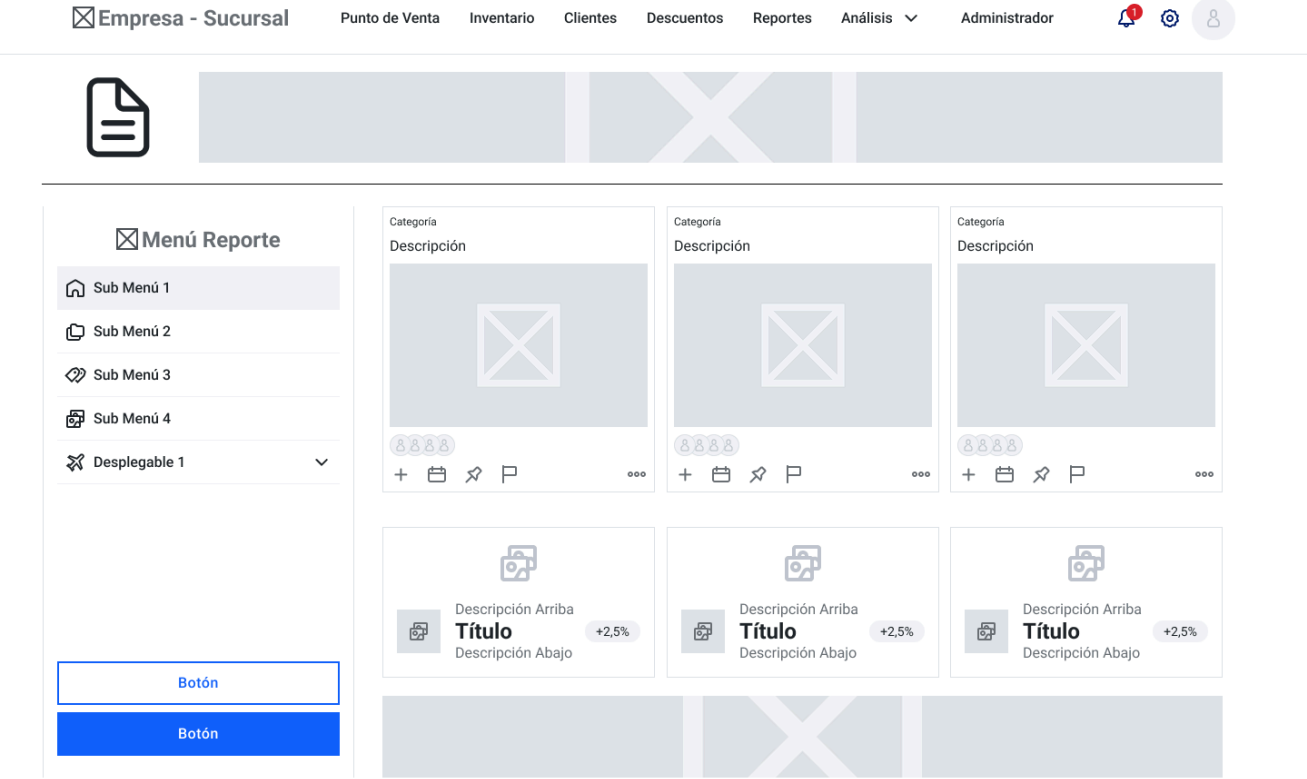 Empresa - Sucursal
Punto de Venta
Inventario
Clientes
Descuentos
Reportes
Análisis
Administrador
1
Menú Reporte
Sub Menú 1
Sub Menú 2
Sub Menú 3
Sub Menú 4
Desplegable 1
Botón
Botón
Categoría
Descripción
Categoría
Descripción
Categoría
Descripción
Descripción Arriba
Título
+2,5%
Descripción Abajo
Descripción Arriba
Título
+2,5%
Descripción Abajo
Descripción Arriba
Título
+2,5%
Descripción Abajo